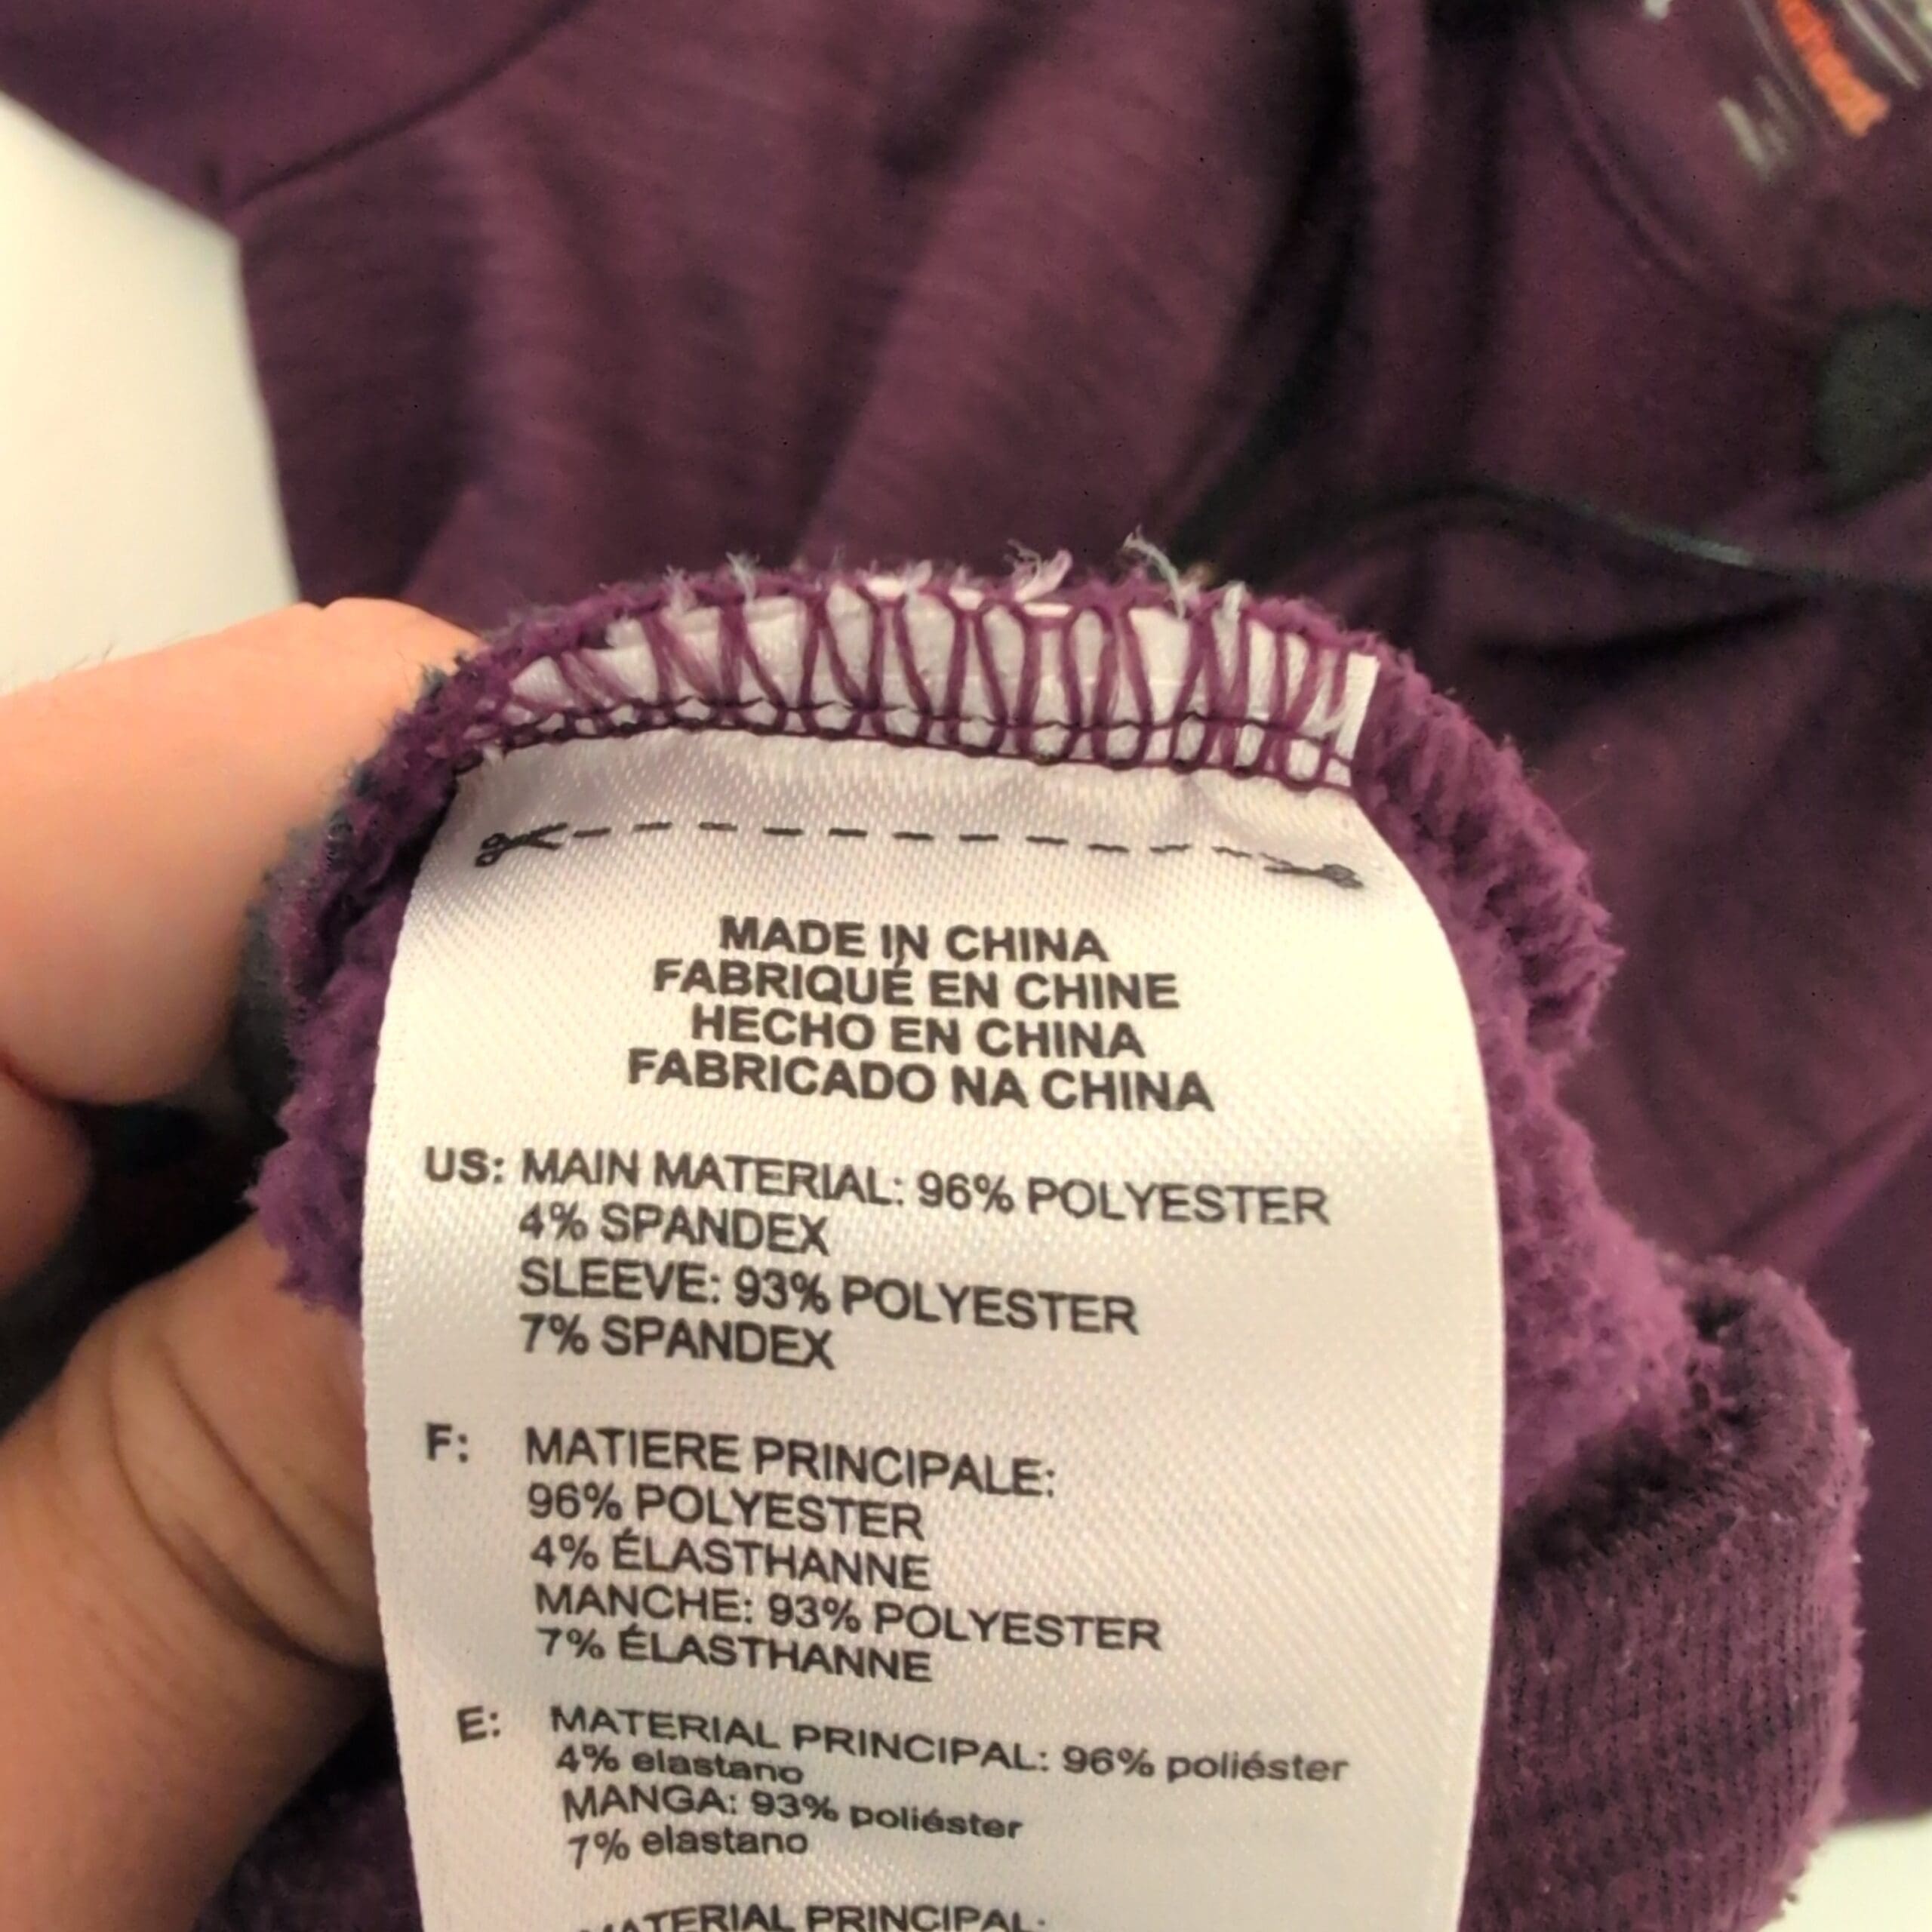 MADE IN CHINA
FABRIQUÉ EN CHINE
HECHO EN CHINA
FABRICADO NA CHINA
US: MAIN MATERIAL: 96% POLYESTER
4% SPANDEX
SLEEVE: 93% POLYESTER
7% SPANDEX
F: MATIERE PRINCIPALE:
96% POLYESTER
4% ÉLASTHANNE
MANCHE: 93% POLYESTER
7% ÉLASTHANNE
E: MATERIAL PRINCIPAL: 96% poliéster
4% elastano
MANGA: 93% poliéster
7% elastano
MATERIAL PRINCIPAL: